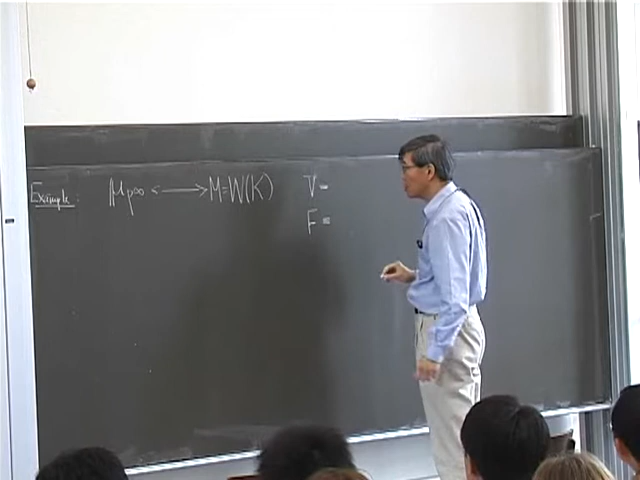 Example: μp∞ <—> M=W(K) V=
F=